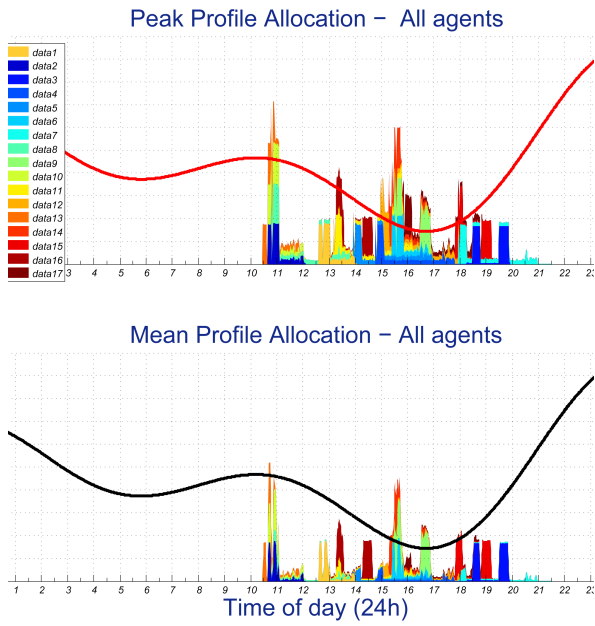 Peak Profile Allocation −  All agents
data1
data2
data3
data4
data5
data6
data7
data8
data9
data10
data11
data12
data13
data14
data15
data16
data17
3 4 5 6 7 8 9 10 11 12 13 14 15 16 17 18 19 20 21 22 23
Mean Profile Allocation − All agents
1 2 3 4 5 6 7 8 9 10 11 12 13 14 15 16 17 18 19 20 21 22 23
Time of day (24h)